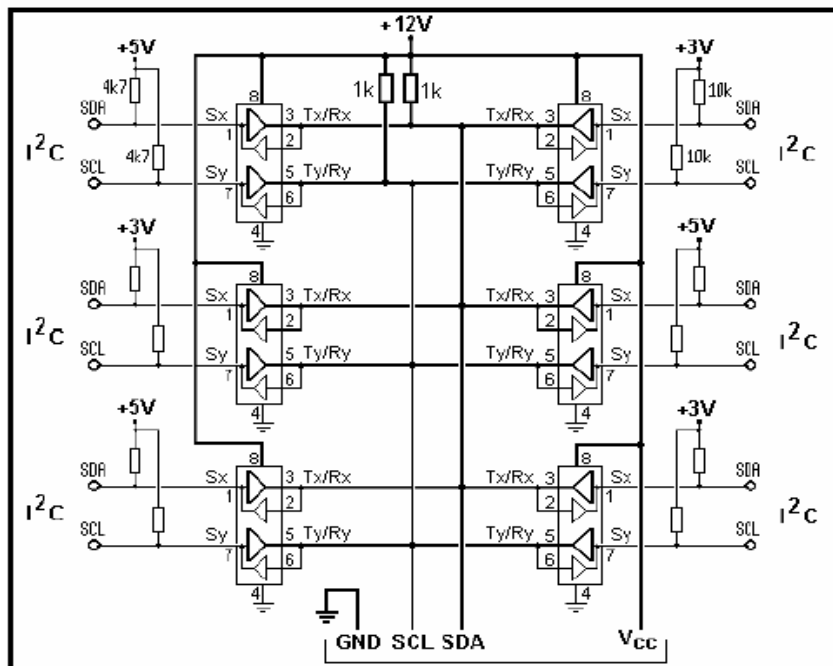 +12V
+5V
+3V
4k7
8
1k
1k
8
10k
SDA
Sx
3
Tx/Rx
Tx/Rx
3
Sx
SDA
1
2
2
1
I²C
4k7
10k
I²C
SCL
Sy
5
Ty/Ry
Ty/Ry
5
Sy
SCL
7
6
6
7
4
4
+3V
+5V
8
8
SDA
Sx
3
Tx/Rx
Tx/Rx
3
Sx
SDA
1
2
2
1
I²C
I²C
SCL
Sy
5
Ty/Ry
Ty/Ry
5
Sy
SCL
7
6
6
7
4
4
+5V
+3V
8
8
SDA
Sx
3
Tx/Rx
Tx/Rx
3
Sx
SDA
1
2
2
1
I²C
I²C
SCL
Sy
5
Ty/Ry
Ty/Ry
5
Sy
SCL
7
6
6
7
4
4
GND SCL SDA
VCC